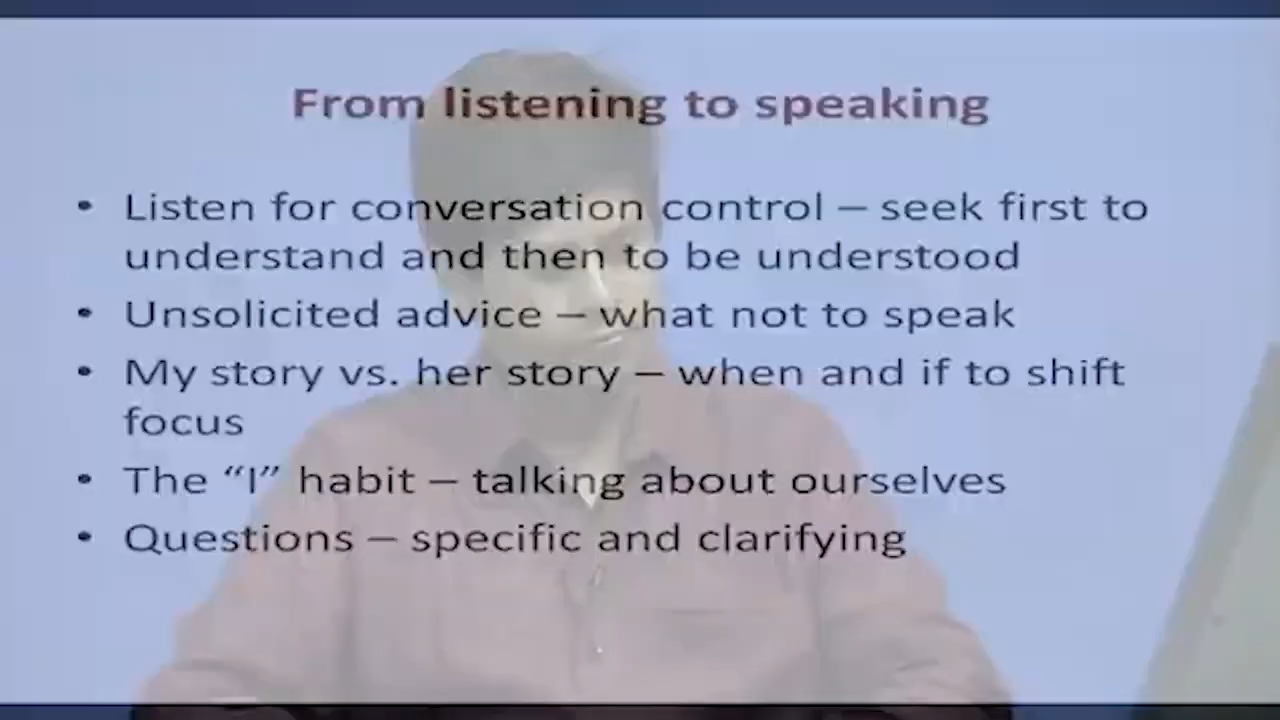 From listening to speaking
• Listen for conversation control – seek first to
understand and then to be understood
• Unsolicited advice – what not to speak
• My story vs. her story – when and if to shift
focus
• The “I” habit – talking about ourselves
• Questions – specific and clarifying